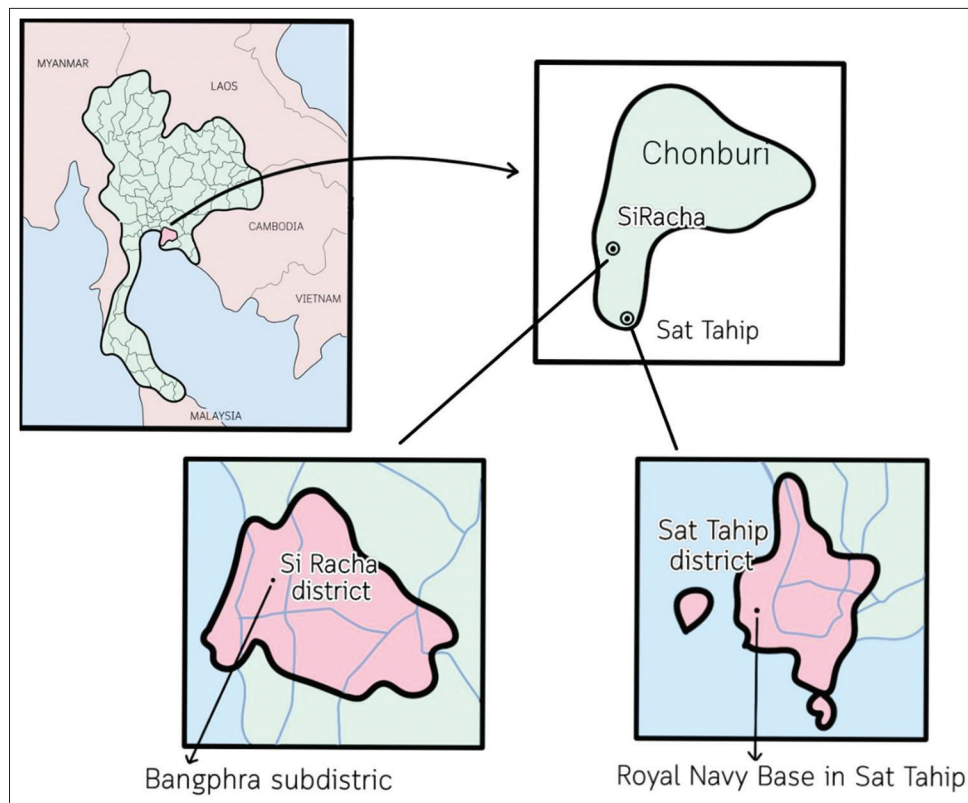 MYANMAR
LAOS
CAMBODIA
VIETNAM
MALAYSIA
Chonburi
SiRacha
Sat Tahip
Si Racha
district
Bangphra subdistric
Sat Tahip
district
Royal Navy Base in Sat Tahip